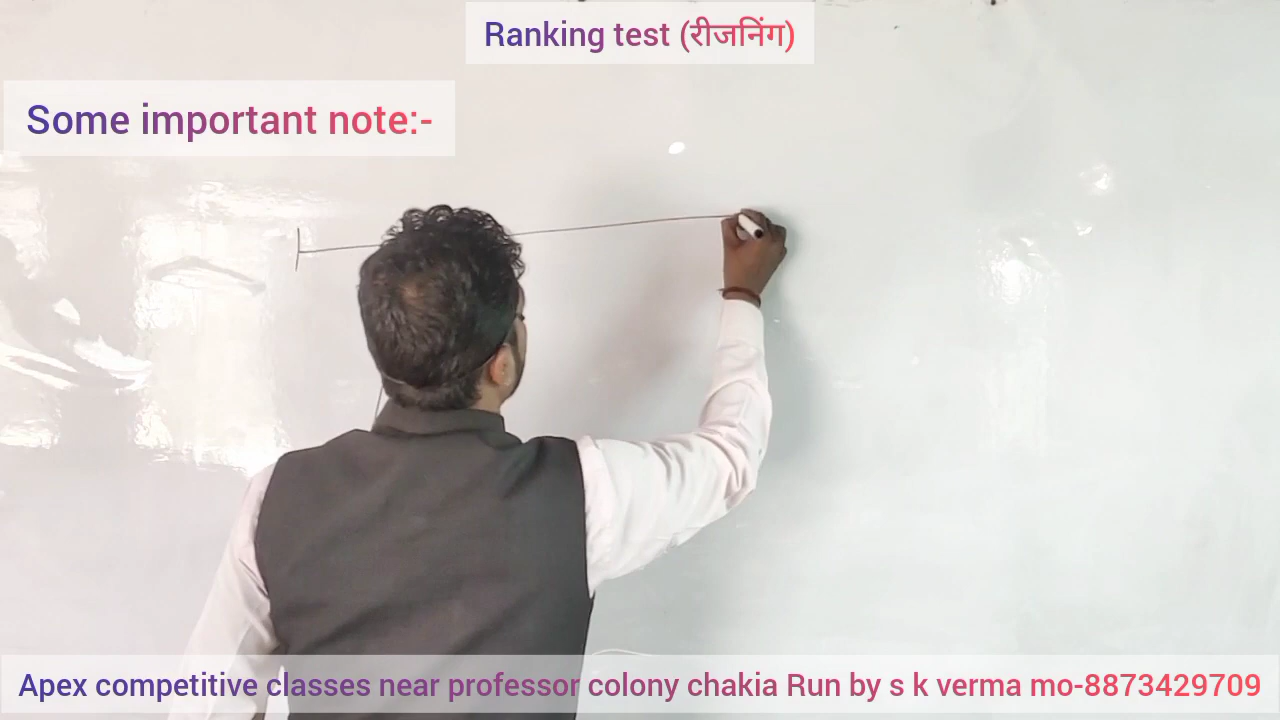 Ranking test (रीजनिंग)
Some important note:-
Apex competitive classes near professor colony chakia Run by s k verma mo-8873429709